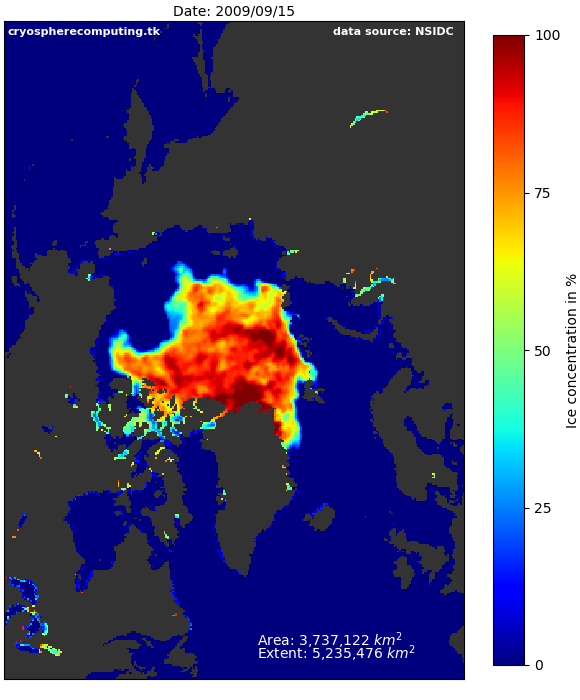 Date: 2009/09/15
cryospherecomputing.tk data source: NSIDC
100
75
50
25
0
Ice concentration in %
Area: 3,737,122 km²
Extent: 5,235,476 km²